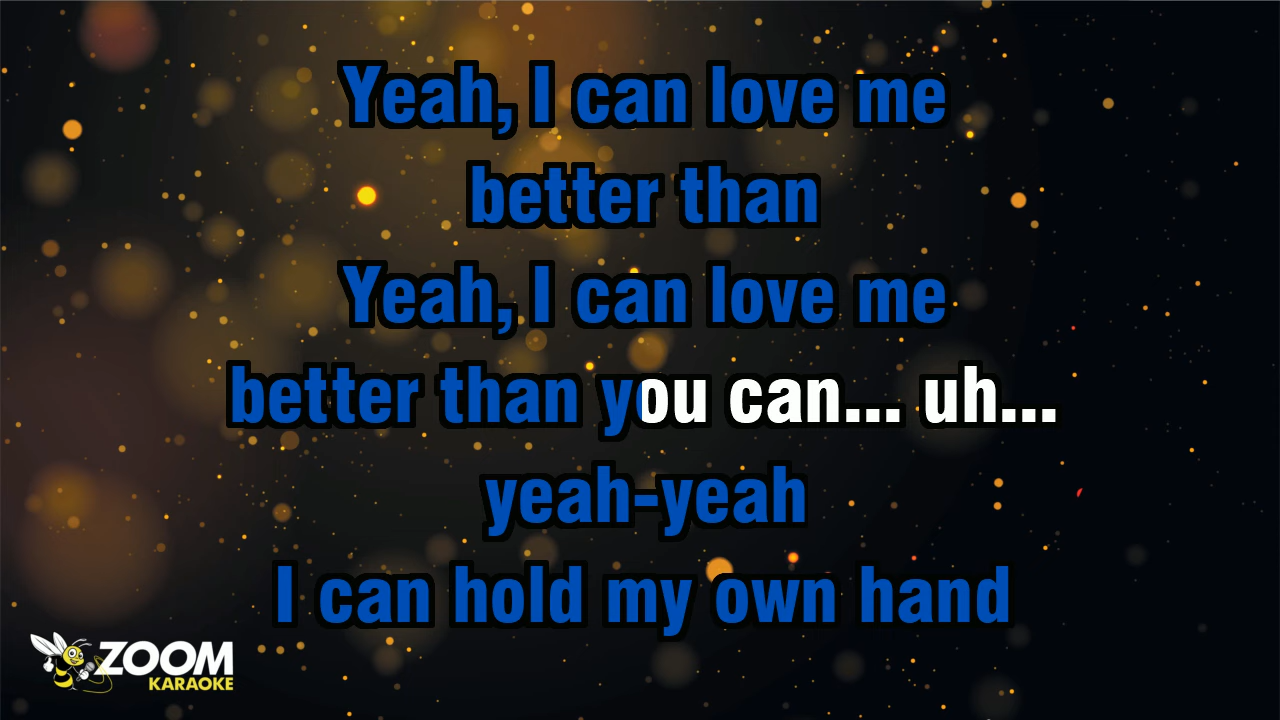 Yeah, I can love me
better than
Yeah, I can love me
better than you can... uh...
yeah-yeah
I can hold my own hand
ZOOM
KARAOKE